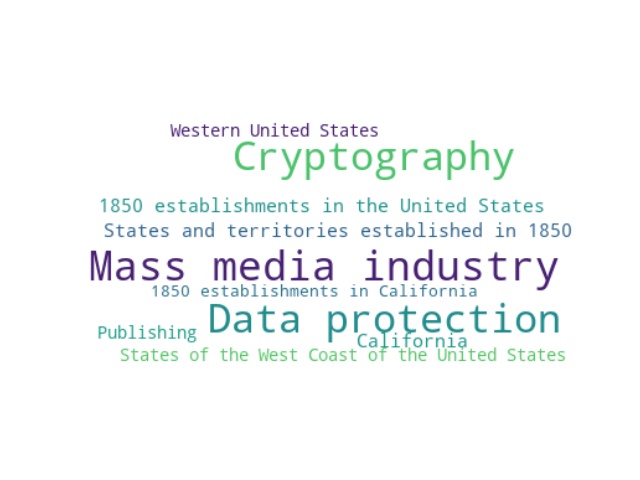 Western United States
Cryptography
1850 establishments in the United States
States and territories established in 1850
Mass media industry
1850 establishments in California
Data protection
Publishing
California
States of the West Coast of the United States